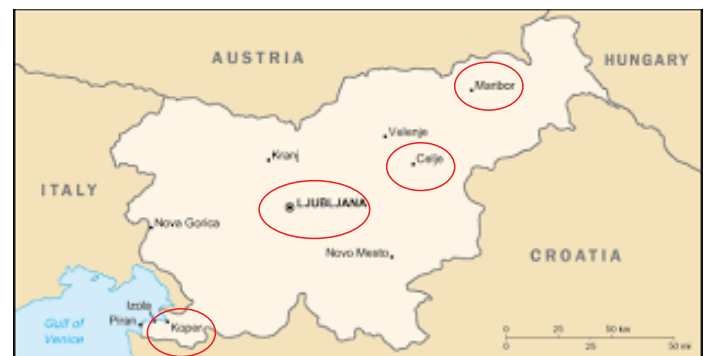 AUSTRIA
HUNGARY
Maribor
Velenje
Kranj
Celje
ITALY
LJUBLJANA
Nova Gorica
Novo Mesto
CROATIA
Izola
Piran
Koper
Gulf of
Venice
0 25 50 km
0 25 50 mi